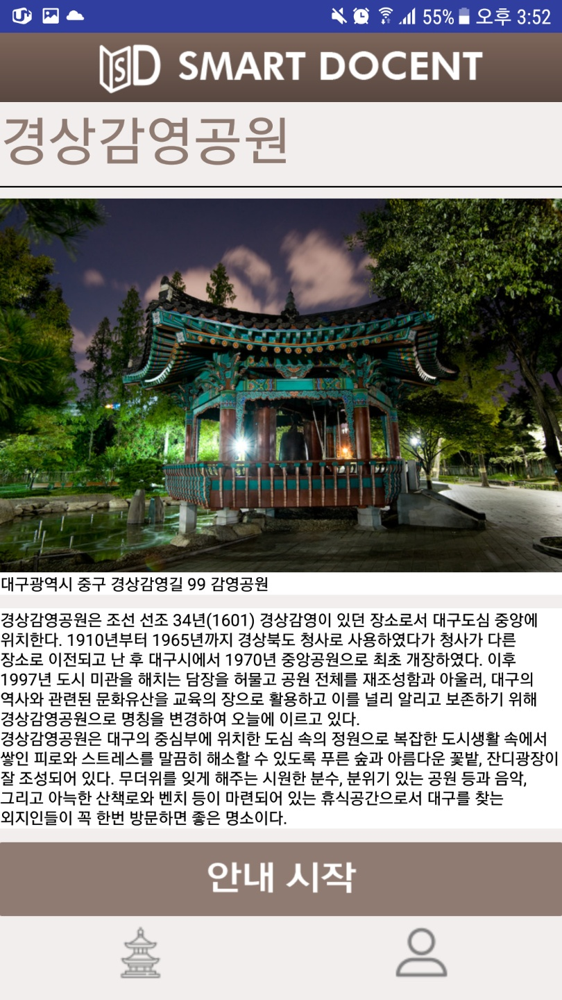 55% 오후 3:52
SD SMART DOCENT
경상감영공원
대구광역시 중구 경상감영길 99 감영공원
경상감영공원은 조선 선조 34년(1601) 경상감영이 있던 장소로서 대구도심 중앙에
위치한다. 1910년부터 1965년까지 경상북도 청사로 사용하였다가 청사가 다른
장소로 이전되고 난 후 대구시에서 1970년 중앙공원으로 최초 개장하였다. 이후
1997년 도시 미관을 해치는 담장을 허물고 공원 전체를 재조성함과 아울러, 대구의
역사와 관련된 문화유산을 교육의 장으로 활용하고 이를 널리 알리고 보존하기 위해
경상감영공원으로 명칭을 변경하여 오늘에 이르고 있다.
경상감영공원은 대구의 중심부에 위치한 도심 속의 정원으로 복잡한 도시생활 속에서
쌓인 피로와 스트레스를 말끔히 해소할 수 있도록 푸른 숲과 아름다운 꽃밭, 잔디광장이
잘 조성되어 있다. 무더위를 잊게 해주는 시원한 분수, 분위기 있는 공원 등과 음악,
그리고 아늑한 산책로와 벤치 등이 마련되어 있는 휴식공간으로서 대구를 찾는
외지인들이 꼭 한번 방문하면 좋은 명소이다.
안내 시작